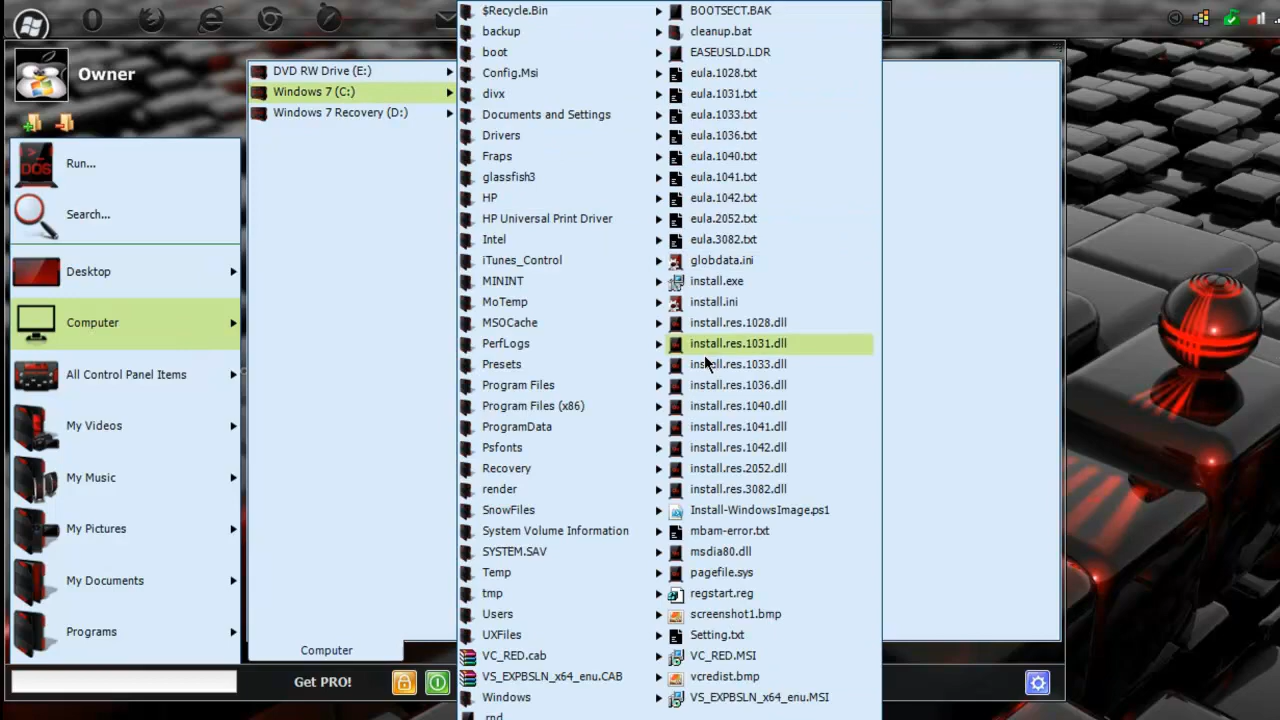 Owner
Run...
Search...
Desktop
Computer
All Control Panel Items
My Videos
My Music
My Pictures
My Documents
Programs
Get PRO!
DVD RW Drive (E:)
Windows 7 (C:)
Windows 7 Recovery (D:)
Computer
$Recycle.Bin
backup
boot
Config.Msi
divx
Documents and Settings
Drivers
Fraps
glassfish3
HP
HP Universal Print Driver
Intel
iTunes_Control
MININT
MoTemp
MSOCache
PerfLogs
Presets
Program Files
Program Files (x86)
ProgramData
Psfonts
Recovery
render
SnowFiles
System Volume Information
SYSTEM.SAV
Temp
tmp
Users
UXFiles
VC_RED.cab
VS_EXPBSLN_x64_enu.CAB
Windows
.rnd
BOOTSECT.BAK
cleanup.bat
EASEUSLD.LDR
eula.1028.txt
eula.1031.txt
eula.1033.txt
eula.1036.txt
eula.1040.txt
eula.1041.txt
eula.1042.txt
eula.2052.txt
eula.3082.txt
globdata.ini
install.exe
install.ini
install.res.1028.dll
install.res.1031.dll
install.res.1033.dll
install.res.1036.dll
install.res.1040.dll
install.res.1041.dll
install.res.1042.dll
install.res.2052.dll
install.res.3082.dll
Install-WindowsImage.ps1
mbam-error.txt
msdia80.dll
pagefile.sys
regstart.reg
screenshot1.bmp
Setting.txt
VC_RED.MSI
vcredist.bmp
VS_EXPBSLN_x64_enu.MSI